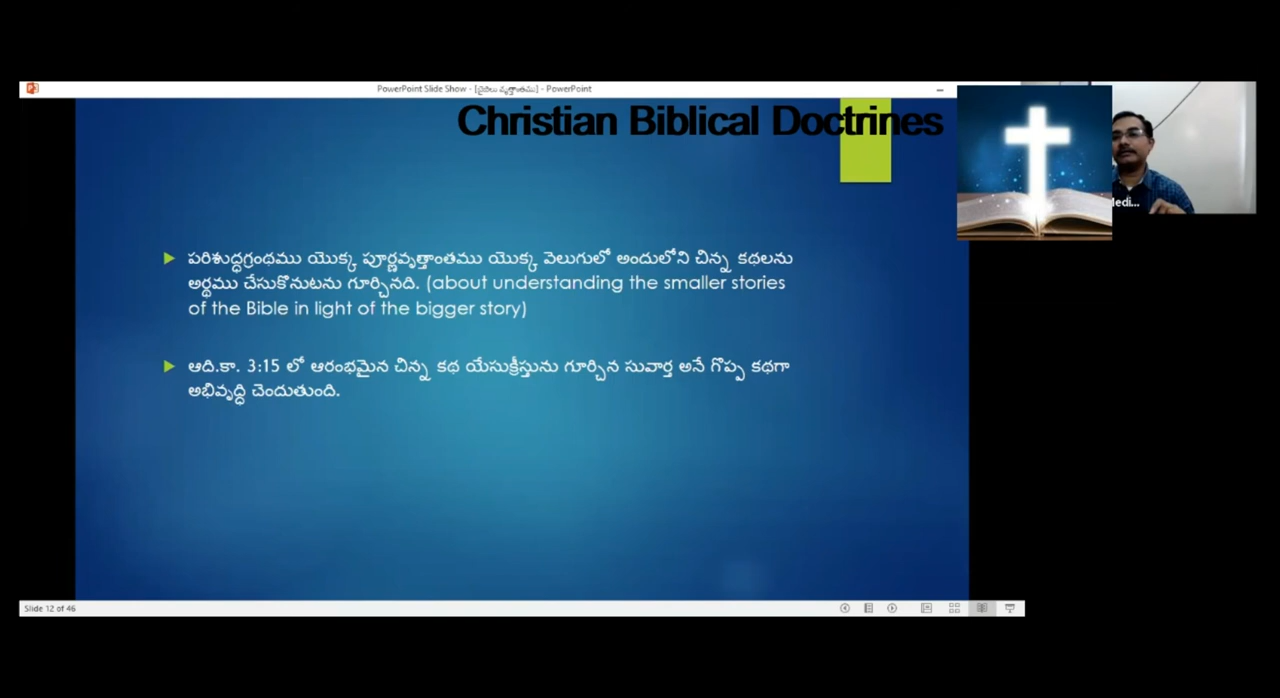 PowerPoint Slide Show - [బైబిలు వృత్తాంతము] - PowerPoint
Christian Biblical Doctrines
పరిశుద్ధగ్రంథము యొక్క పూర్ణవృత్తాంతము యొక్క వెలుగులో అందులోని చిన్న కథలను
అర్థము చేసుకొనుటను గూర్చినది. (about understanding the smaller stories
of the Bible in light of the bigger story)
ఆది.కా. 3:15 లో ఆరంభమైన చిన్న కథ యేసుక్రీస్తును గూర్చిన సువార్త అనే గొప్ప కథగా
అభివృద్ధి చెందుతుంది.
Slide 12 of 46